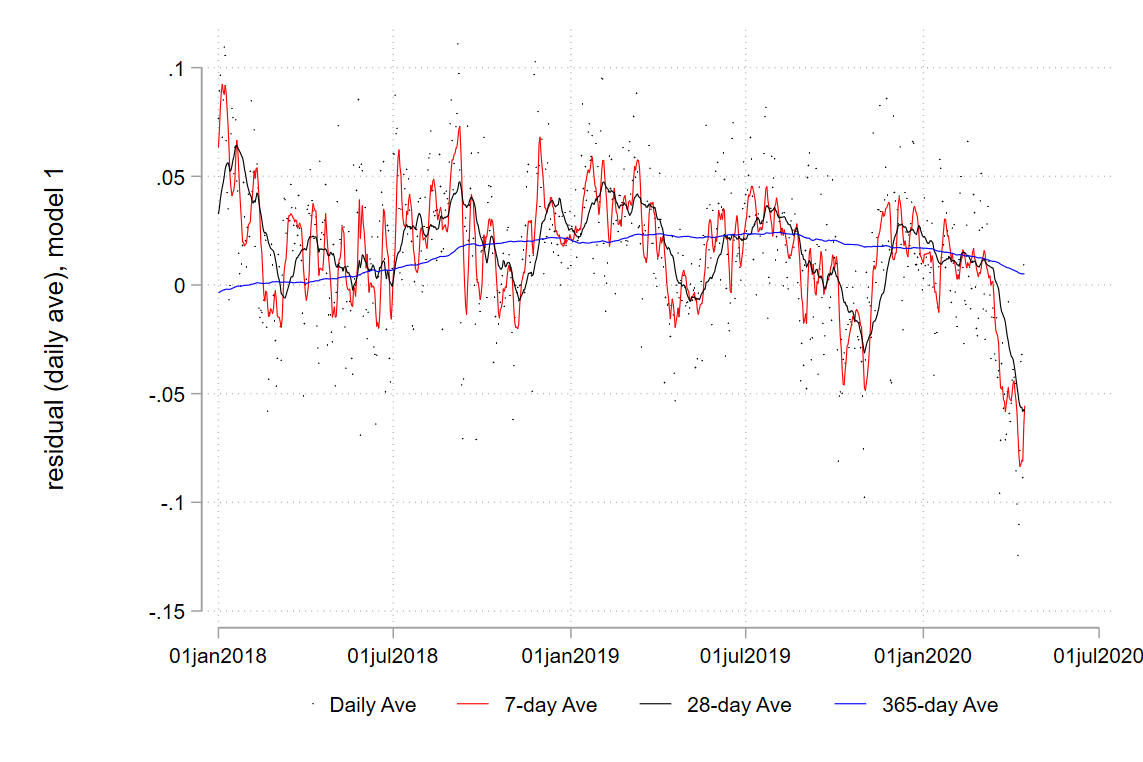 residual (daily ave), model 1
.1
.05
0
-.05
-.1
-.15
01jan2018 01jul2018 01jan2019 01jul2019 01jan2020 01jul2020
Daily Ave 7-day Ave 28-day Ave 365-day Ave